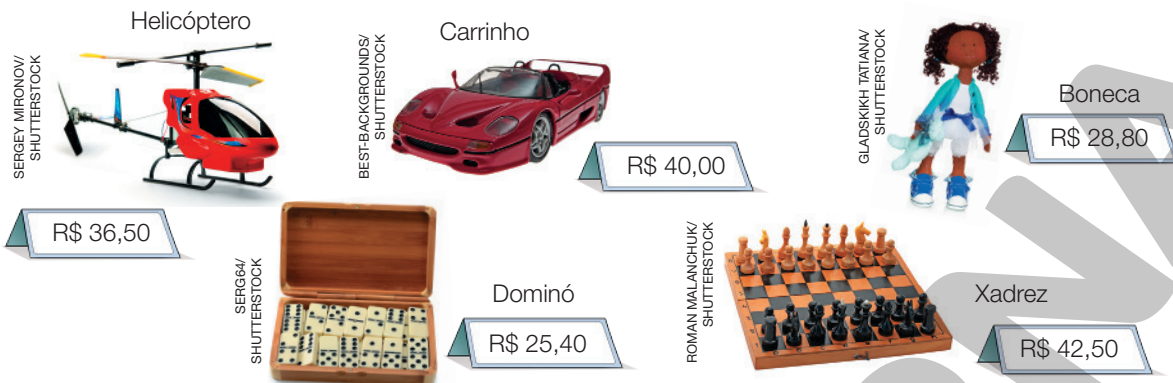 Helicóptero
SERGEY MIRONOV/
SHUTTERSTOCK
R$ 36,50
Carrinho
BEST-BACKGROUNDS/
SHUTTERSTOCK
R$ 40,00
GLADSKIKH TATIANA/
SHUTTERSTOCK
Boneca
R$ 28,80
SERG64/
SHUTTERSTOCK
Dominó
R$ 25,40
ROMAN MALANCHUK/
SHUTTERSTOCK
Xadrez
R$ 42,50